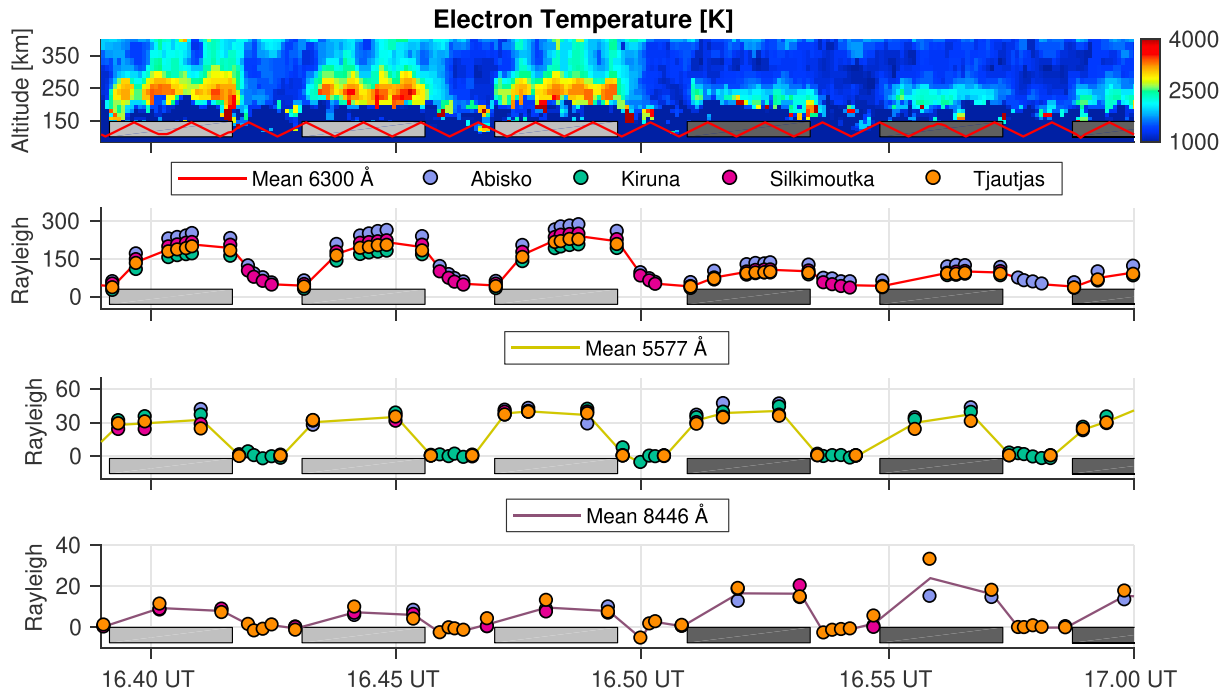 Electron Temperature [K]
Altitude [km]
350
250
150
4000
2500
1000
Mean 6300 Å Abisko Kiruna Silkimoutka Tjautjas
Rayleigh
300
150
0
Mean 5577 Å
Rayleigh
60
30
0
Mean 8446 Å
Rayleigh
40
20
0
16.40 UT 16.45 UT 16.50 UT 16.55 UT 17.00 UT